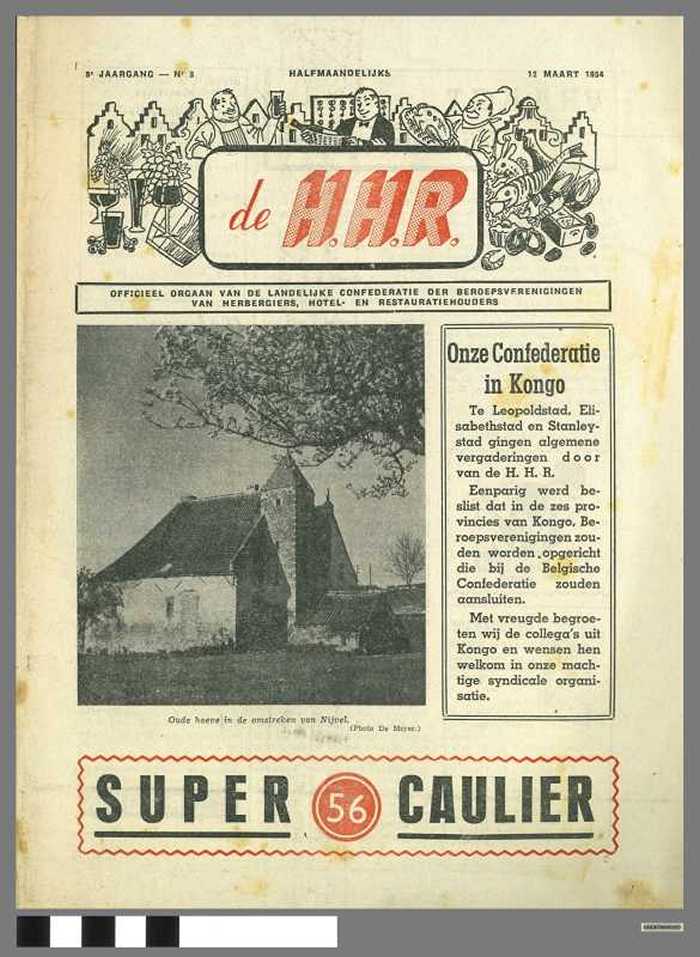 8e JAARGANG — Nr 3 HALFMAANDELIJKS 12 MAART 1954
de H.H.R.
OFFICIEEL ORGAAN VAN DE LANDELIJKE CONFEDERATIE DER BEROEPSVERENIGINGEN
VAN HERBERGIERS, HOTEL- EN RESTAURATIEHOUDERS
Onze Confederatie
in Kongo
Te Leopoldstad, Eli-
sabethstad en Stanley-
stad gingen algemene
vergaderingen door
van de H. H. R.
Eenparig werd be-
slist dat in de zes pro-
vincies van Kongo, Be-
roepsverenigingen zou-
den worden opgericht
die bij de Belgische
Confederatie zouden
aansluiten.
Met vreugde begroe-
ten wij de collega's uit
Kongo en wensen hen
welkom in onze mach-
tige syndicale organi-
satie.
Oude hoeve in de omstreken van Nijvel.
(Photo De Meyer.)
SUPER 56 CAULIER